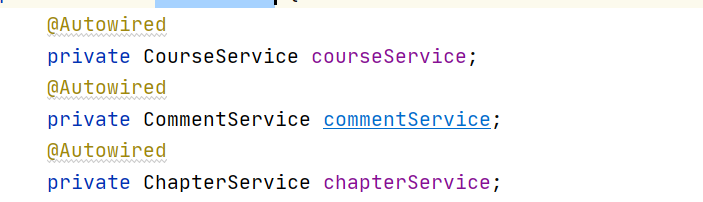 @Autowired
private CourseService courseService;
@Autowired
private CommentService commentService;
@Autowired
private ChapterService chapterService;